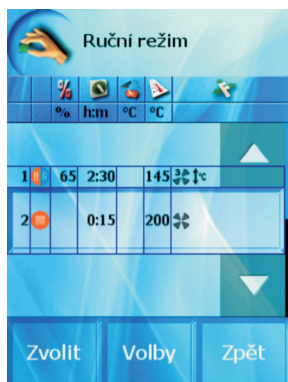 Ruční režim
% h:m °C °C
1 65 2:30 145 °C
2 0:15 200
Zvolit Volby Zpět